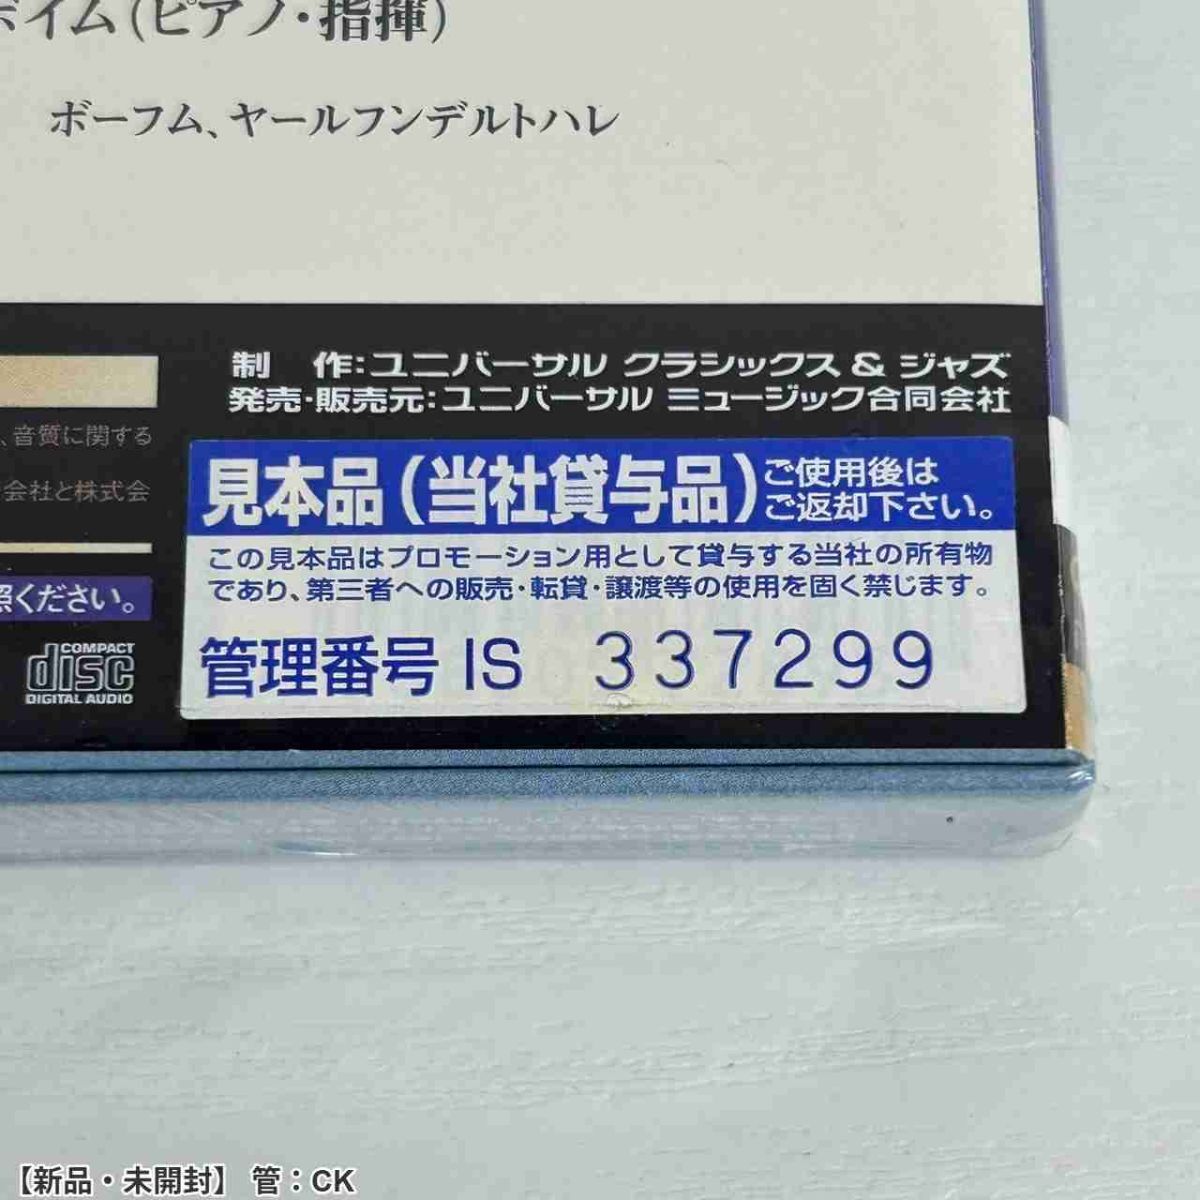 ボイム(ピアノ・指揮)
ボーフム、ヤールフンデルトハレ
制　作：ユニバーサル クラシックス & ジャズ
発売・販売元：ユニバーサル ミュージック合同会社
、音質に関する
会社と株式会
照ください。
COMPACT
disc
DIGITAL AUDIO
見本品(当社貸与品)ご使用後は
ご返却下さい。
この見本品はプロモーション用として貸与する当社の所有物
であり、第三者への販売・転貸・譲渡等の使用を固く禁じます。
管理番号 IS 337299
【新品・未開封】 管：CK